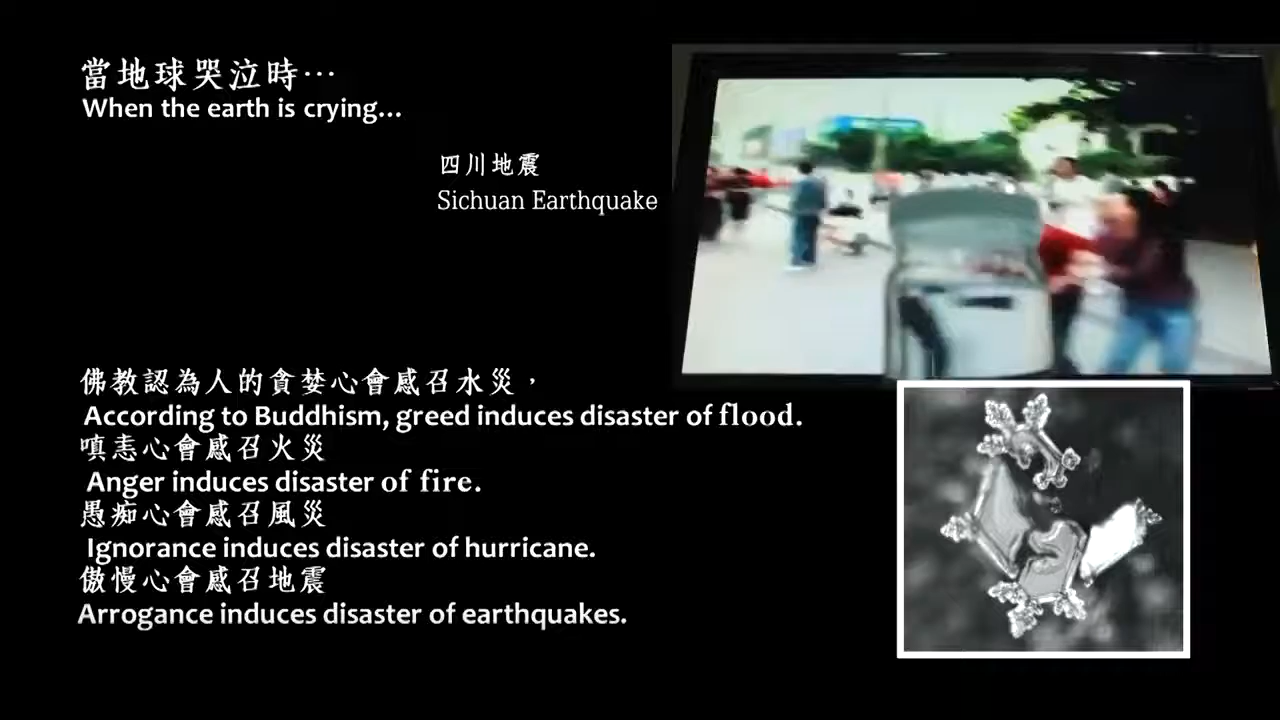 當地球哭泣時…
When the earth is crying...
四川地震
Sichuan Earthquake
佛教認為人的貪婪心會感召水災，
According to Buddhism, greed induces disaster of flood.
嗔恚心會感召火災
Anger induces disaster of fire.
愚痴心會感召風災
Ignorance induces disaster of hurricane.
傲慢心會感召地震
Arrogance induces disaster of earthquakes.